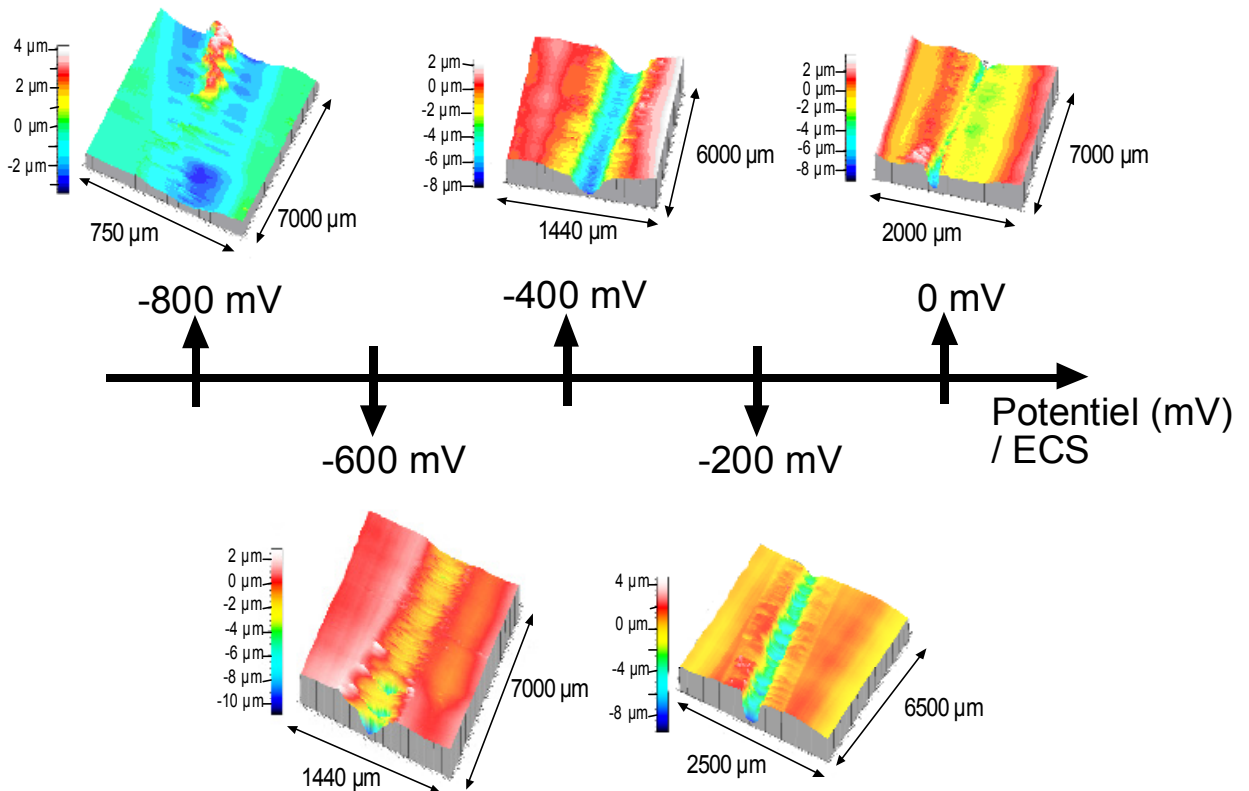 4 µm
2 µm
0 µm
-2 µm
750 µm
7000 µm
2 µm
0 µm
-2 µm
-4 µm
-6 µm
-8 µm
1440 µm
6000 µm
2 µm
0 µm
-2 µm
-4 µm
-6 µm
-8 µm
2000 µm
7000 µm
-800 mV
-400 mV
0 mV
-600 mV
-200 mV
Potentiel (mV)
/ ECS
2 µm
0 µm
-2 µm
-4 µm
-6 µm
-8 µm
-10 µm
1440 µm
7000 µm
4 µm
0 µm
-4 µm
-8 µm
2500 µm
6500 µm